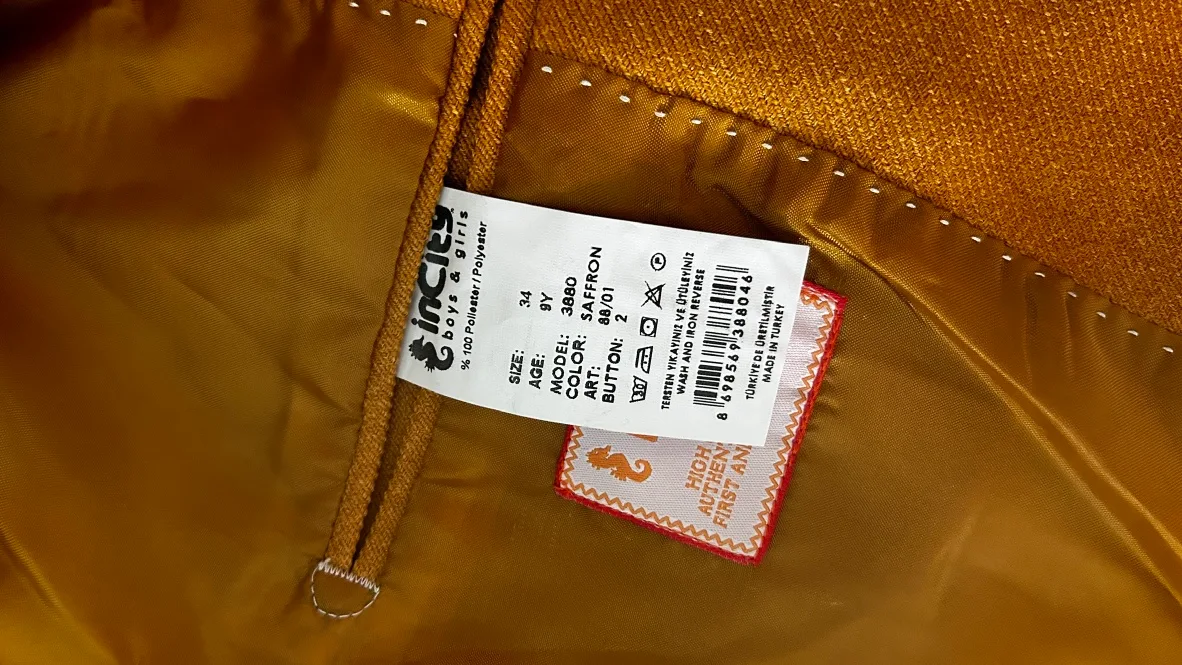 inCity
boys & girls
% 100 Poliester / Polyester
SIZE: 34
AGE: 9Y
MODEL: 3880
COLOR: SAFFRON
ART: 88/01
BUTTON: 2
P
TERSTEN YIKAYINIZ VE ÜTÜLEYİNİZ
WASH AND IRON REVERSE
8 698569 388046
TÜRKİYE'DE ÜRETİLMİŞTİR
MADE IN TURKEY
HIGH
FIRST